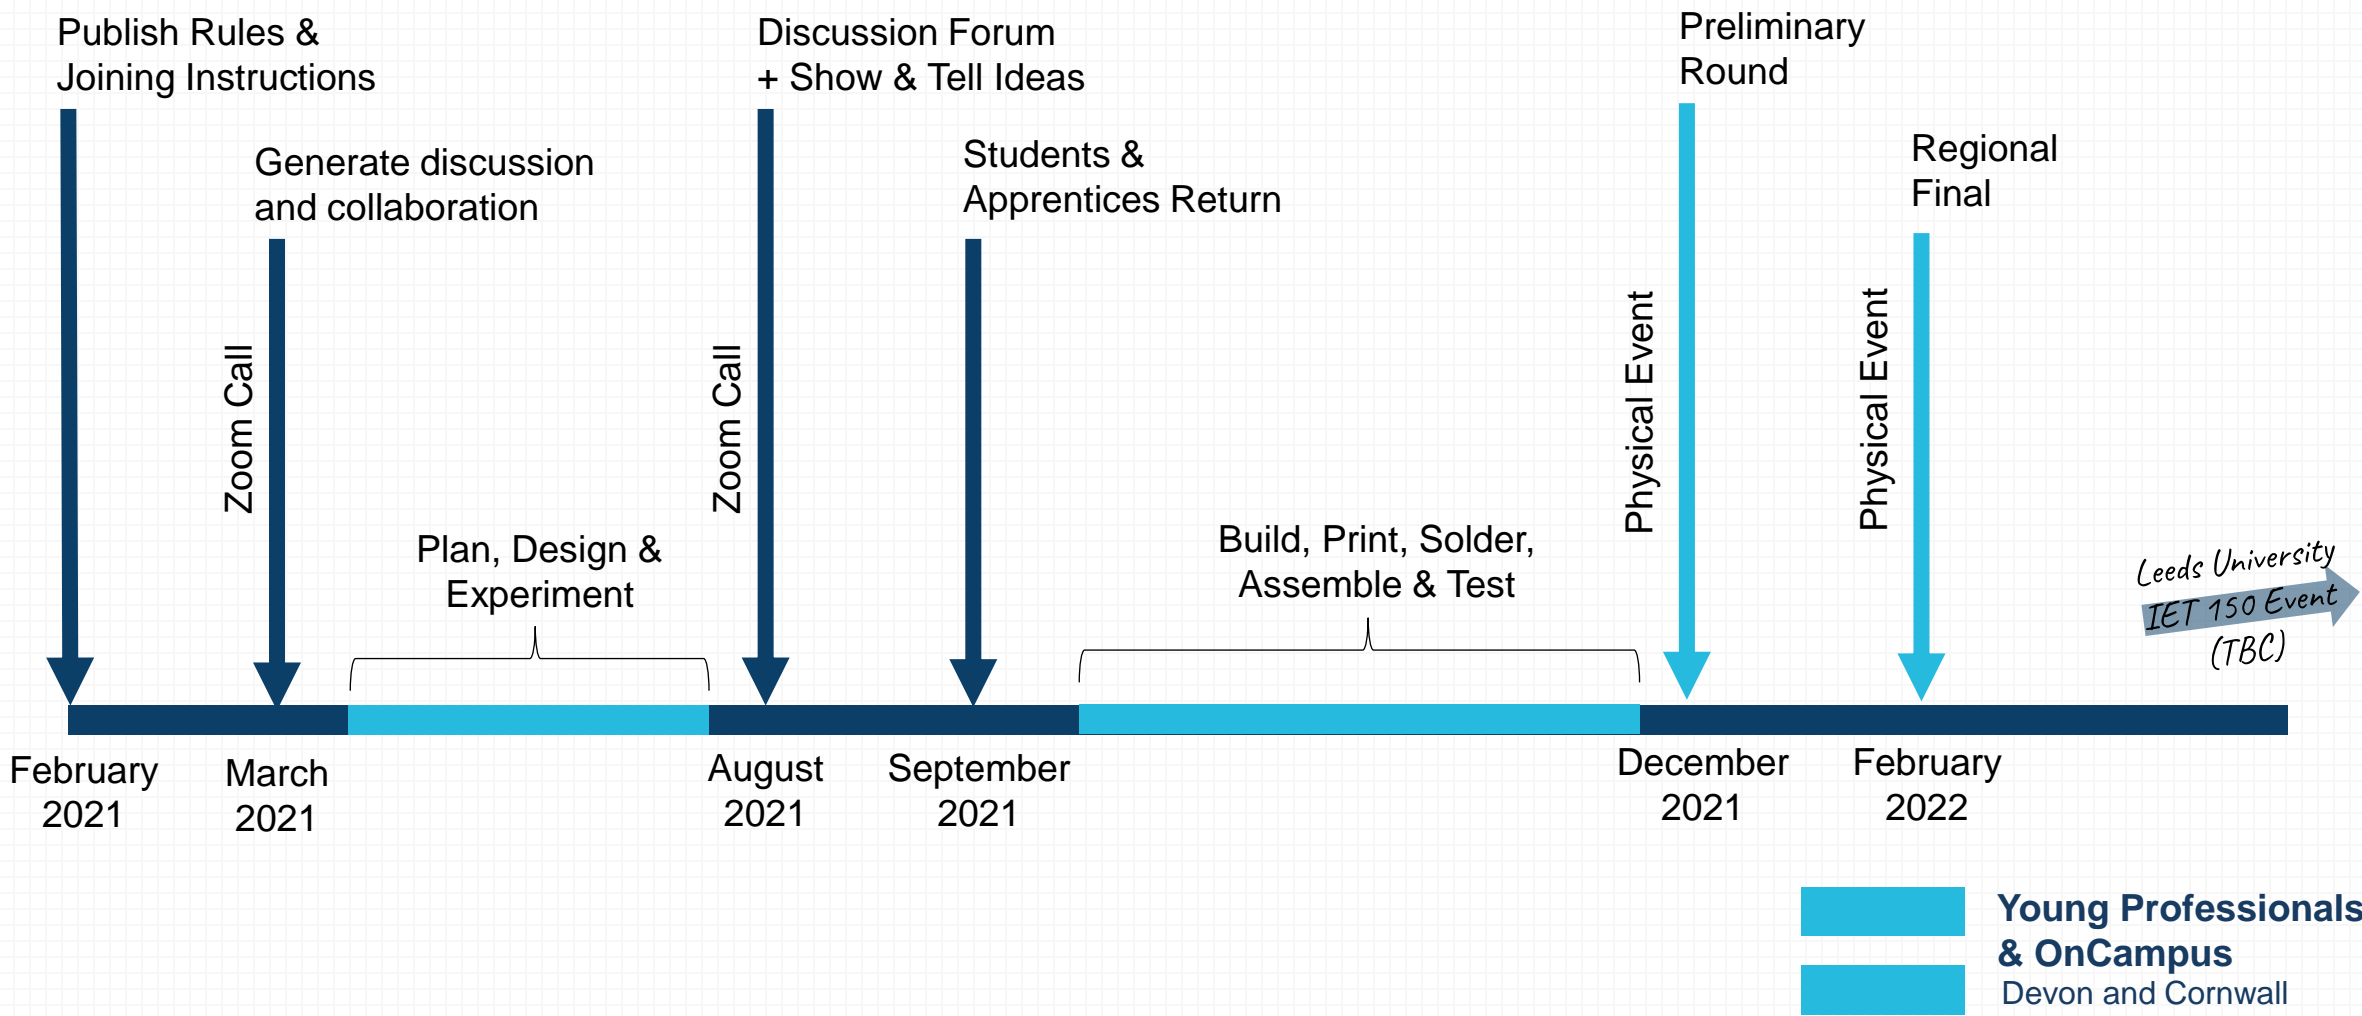 Publish Rules &
Joining Instructions
Generate discussion
and collaboration
Discussion Forum
+ Show & Tell Ideas
Students &
Apprentices Return
Preliminary
Round
Regional
Final
Zoom Call
Zoom Call
Physical Event
Physical Event
Plan, Design &
Experiment
Build, Print, Solder,
Assemble & Test
Leeds University
IET 150 Event
(TBC)
February
2021
March
2021
August
2021
September
2021
December
2021
February
2022
Young Professionals
& OnCampus
Devon and Cornwall